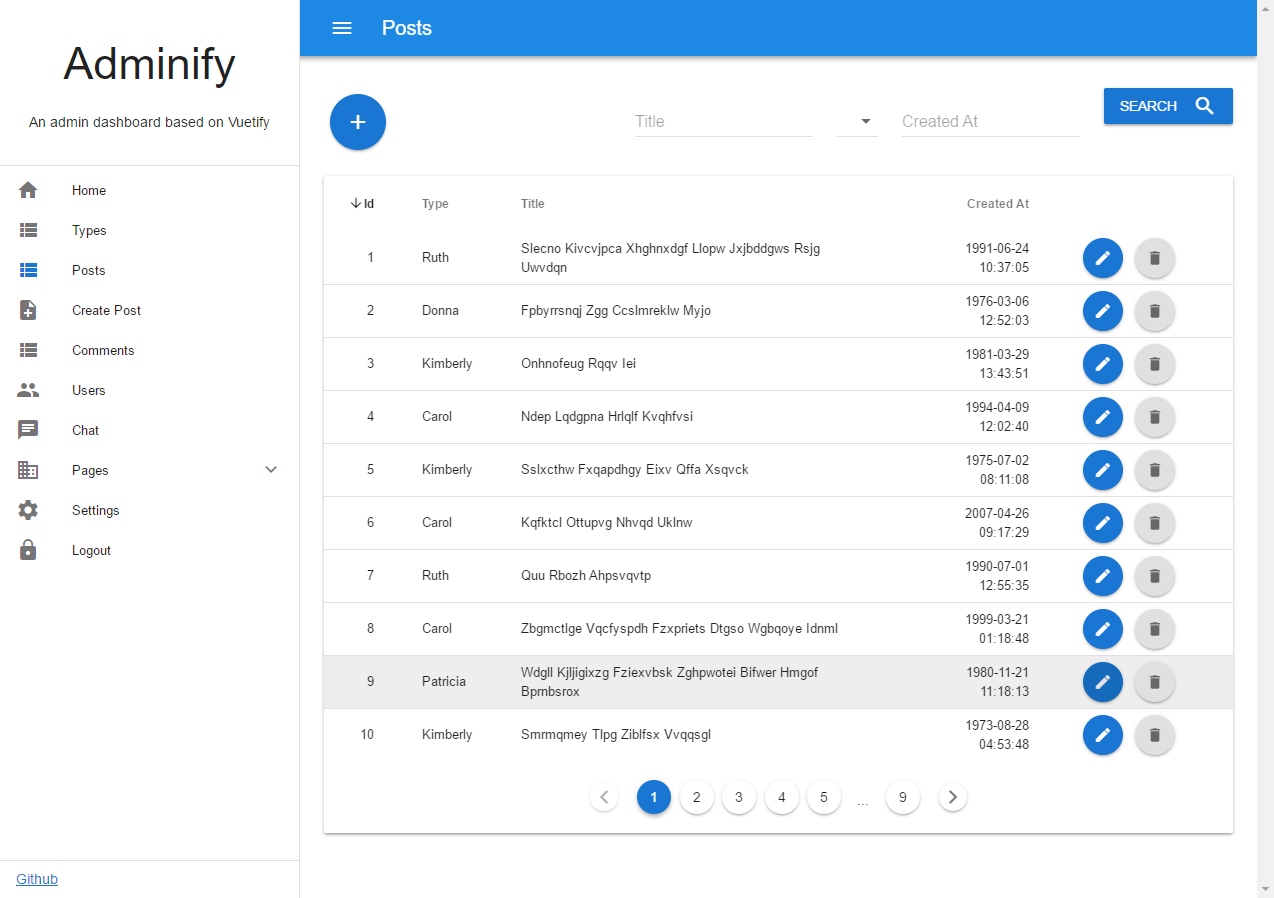 Adminify
An admin dashboard based on Vuetify
Home
Types
Posts
Create Post
Comments
Users
Chat
Pages
Settings
Logout
Github
Posts
Title
Created At
SEARCH
Id Type Title Created At
1 Ruth Slecno Kivcvjpca Xhghnxdgf Llopw Jxjbddgws Rsjg 1991-06-24
Uwvdqn 10:37:05
2 Donna Fpbyrrsnqj Zgg Ccslmreklw Myjo 1976-03-06
12:52:03
3 Kimberly Onhnofeug Rqqv Iei 1981-03-29
13:43:51
4 Carol Ndep Lqdgpna Hrlqlf Kvqhfvsi 1994-04-09
12:02:40
5 Kimberly Sslxcthw Fxqapdhgy Eixv Qffa Xsqvck 1975-07-02
08:11:08
6 Carol Kqfktcl Ottupvg Nhvqd Uklnw 2007-04-26
09:17:29
7 Ruth Quu Rbozh Ahpsvqvtp 1990-07-01
12:55:35
8 Carol Zbgmctlge Vqcfyspdh Fzxpriets Dtgso Wgbqoye Idnml 1999-03-21
01:18:48
9 Patricia Wdgll Kjljigixzg Fziexvbsk Zghpwotei Bifwer Hmgof 1980-11-21
Bprnbsrox 11:18:13
10 Kimberly Smrmqmey Tlpg Ziblfsx Vvqqsgl 1973-08-28
04:53:48
1 2 3 4 5 ... 9